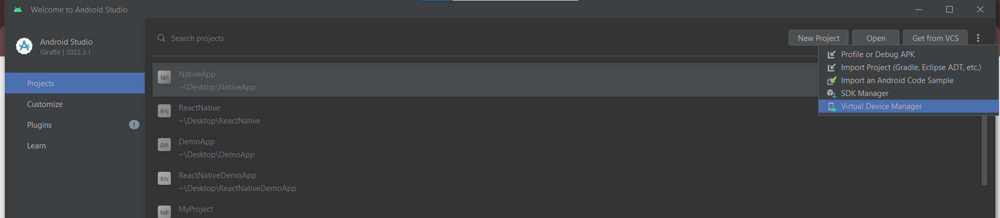 Welcome to Android Studio
Android Studio
Giraffe | 2022.3.1
Projects
Customize
Plugins
1
Learn
Search projects
New Project
Open
Get from VCS
Profile or Debug APK
Import Project (Gradle, Eclipse ADT, etc.)
Import an Android Code Sample
SDK Manager
Virtual Device Manager
NA
NativeApp
~\Desktop\NativeApp
RN
ReactNative
~\Desktop\ReactNative
DA
DemoApp
~\Desktop\DemoApp
RN
ReactNativeDemoApp
~\Desktop\ReactNativeDemoApp
MP
MyProject